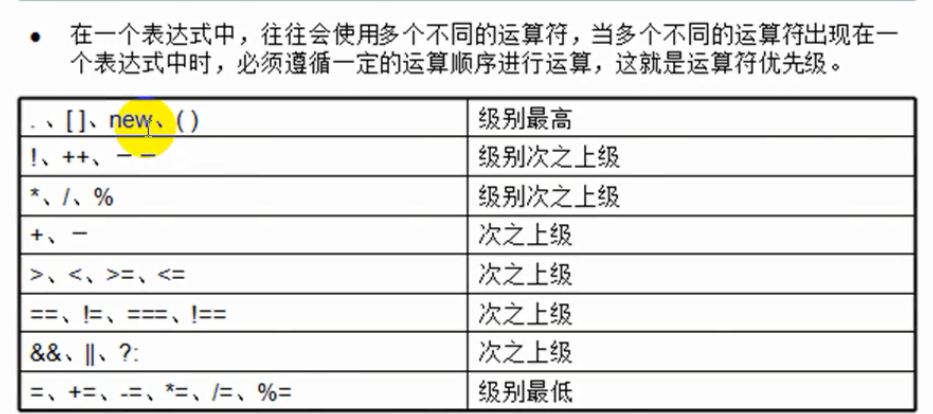 ● 在一个表达式中，往往会使用多个不同的运算符，当多个不同的运算符出现在一
个表达式中时，必须遵循一定的运算顺序进行运算，这就是运算符优先级。
. 、[ ]、new、( ) 级别最高
!、++、－－ 级别次之上级
*、/、% 级别次之上级
+、－ 次之上级
>、<、>=、<= 次之上级
==、!=、===、!== 次之上级
&&、||、?: 次之上级
=、+=、-=、*=、/=、%= 级别最低